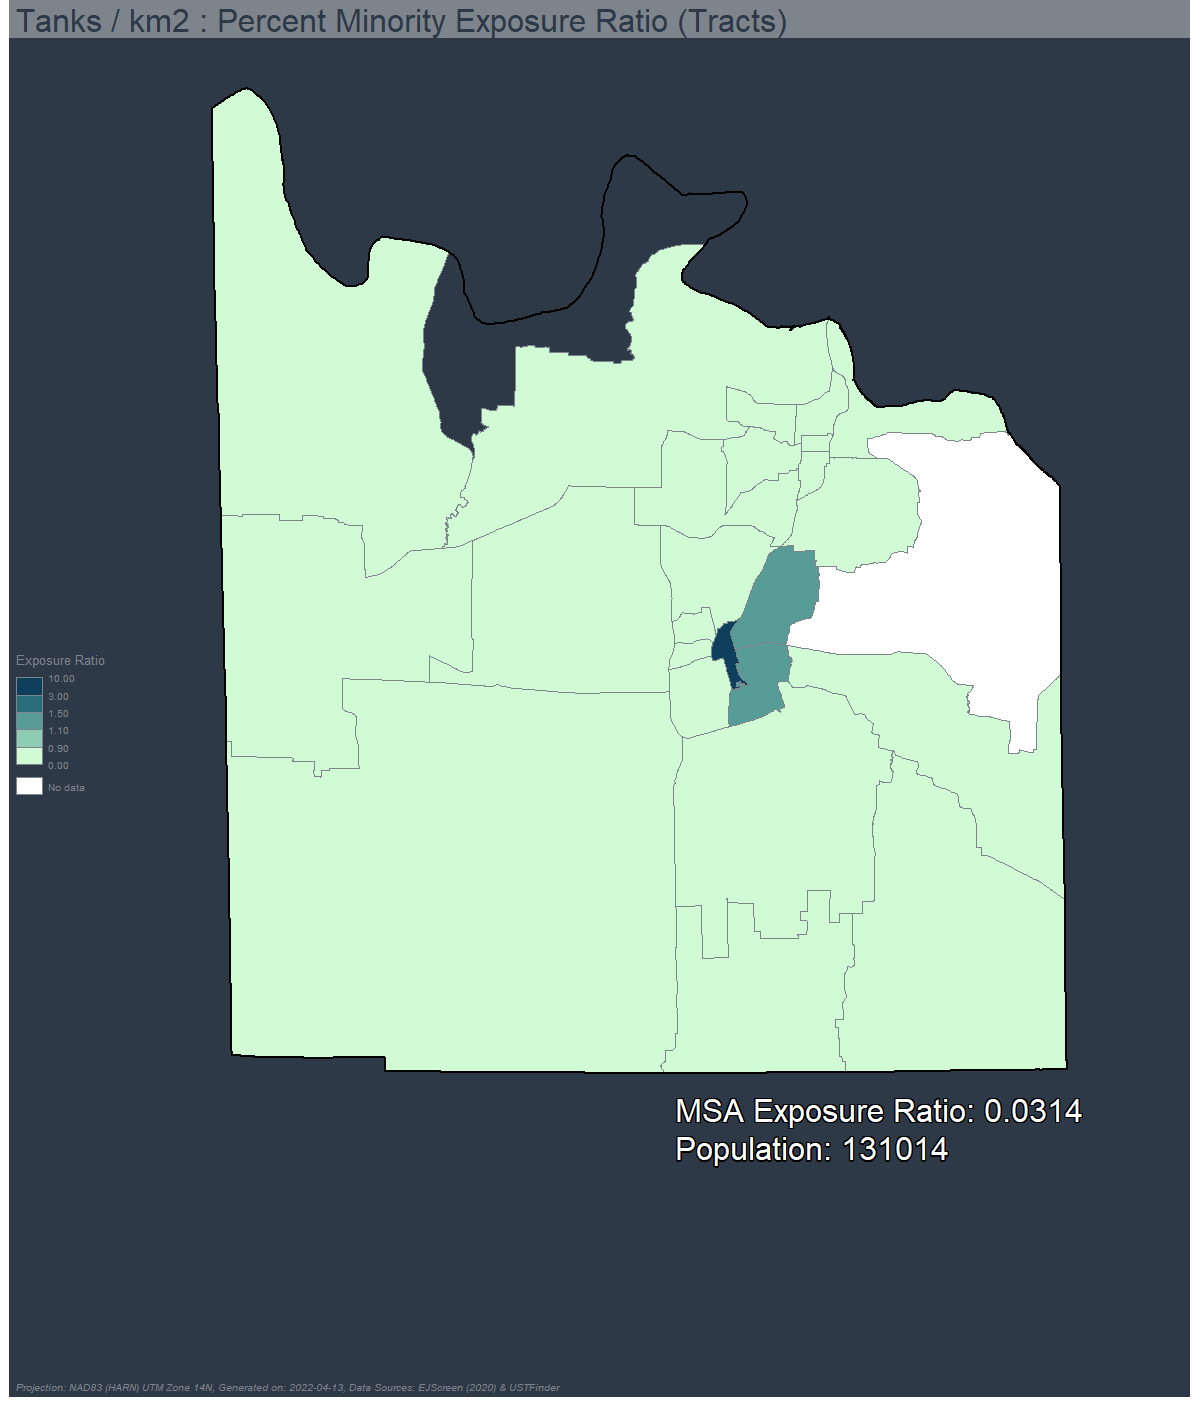 Tanks / km2 : Percent Minority Exposure Ratio (Tracts)
Exposure Ratio
10.00
3.00
1.50
1.10
0.90
0.00
No data
MSA Exposure Ratio: 0.0314
Population: 131014
Projection: NAD83 (HARN) UTM Zone 14N, Generated on: 2022-04-13, Data Sources: EJScreen (2020) & USTFinder